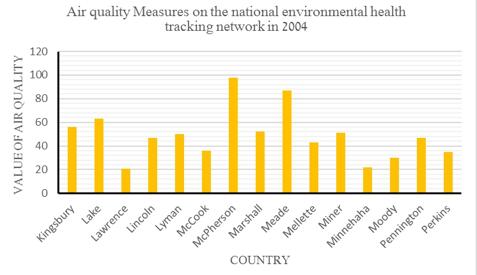 Air quality Measures on the national environmental health
tracking network in 2004
VALUE OF AIR QUALITY
120
100
80
60
40
20
0
Kingsbury
Lake
Lawrence
Lincoln
Lyman
McCook
McPherson
Marshall
Meade
Mellette
Miner
Minnehaha
Moody
Pennington
Perkins
COUNTRY